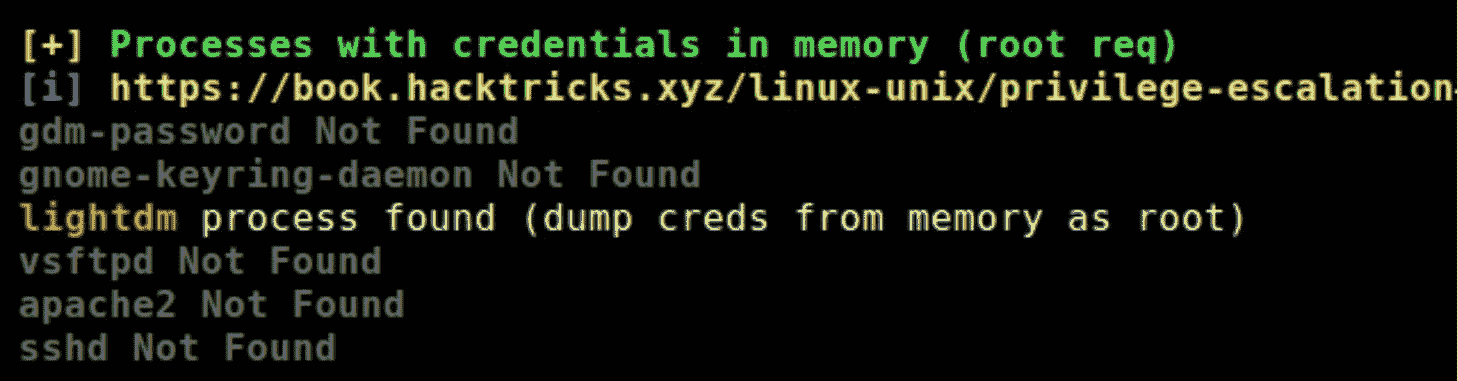 [+] Processes with credentials in memory (root req)
[i] https://book.hacktricks.xyz/linux-unix/privilege-escalation-
gdm-password Not Found
gnome-keyring-daemon Not Found
lightdm process found (dump creds from memory as root)
vsftpd Not Found
apache2 Not Found
sshd Not Found